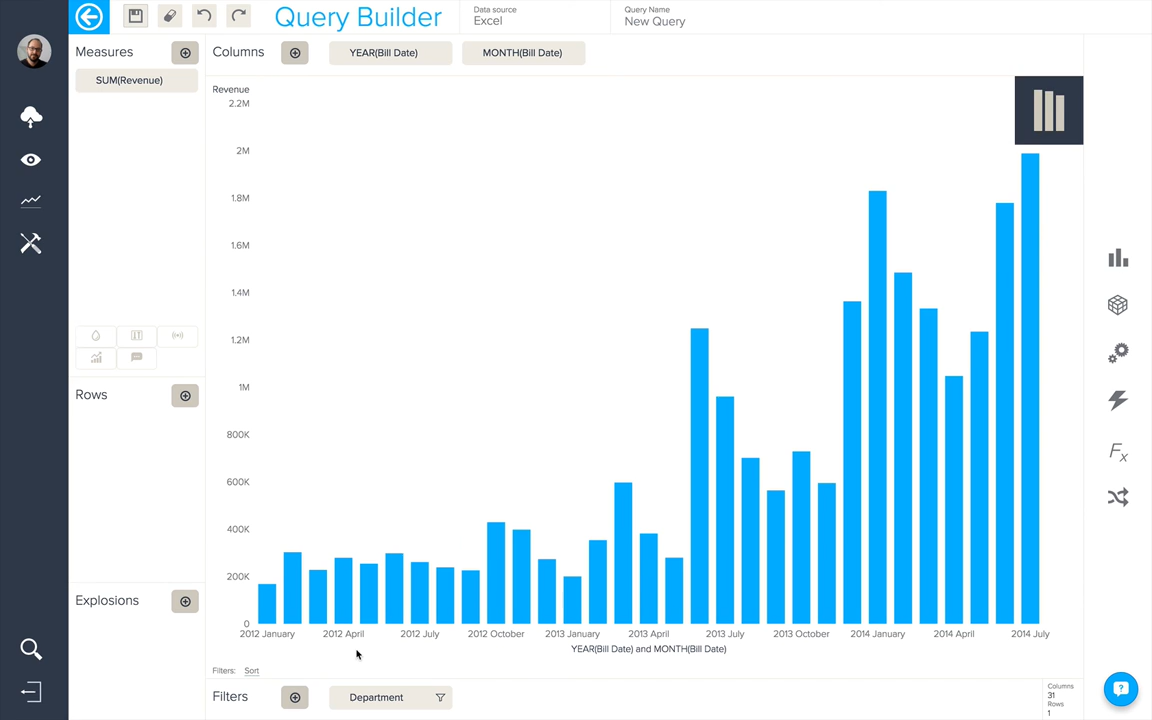 Query Builder
Data source
Excel
Query Name
New Query
Measures
SUM(Revenue)
Columns
YEAR(Bill Date)
MONTH(Bill Date)
Revenue
2.2M
2M
1.8M
1.6M
1.4M
1.2M
1M
800K
600K
400K
200K
0
2012 January
2012 April
2012 July
2012 October
2013 January
2013 April
2013 July
2013 October
2014 January
2014 April
2014 July
YEAR(Bill Date) and MONTH(Bill Date)
Rows
Explosions
Filters: Sort
Filters
Department
Columns
31
Rows
1
Fx